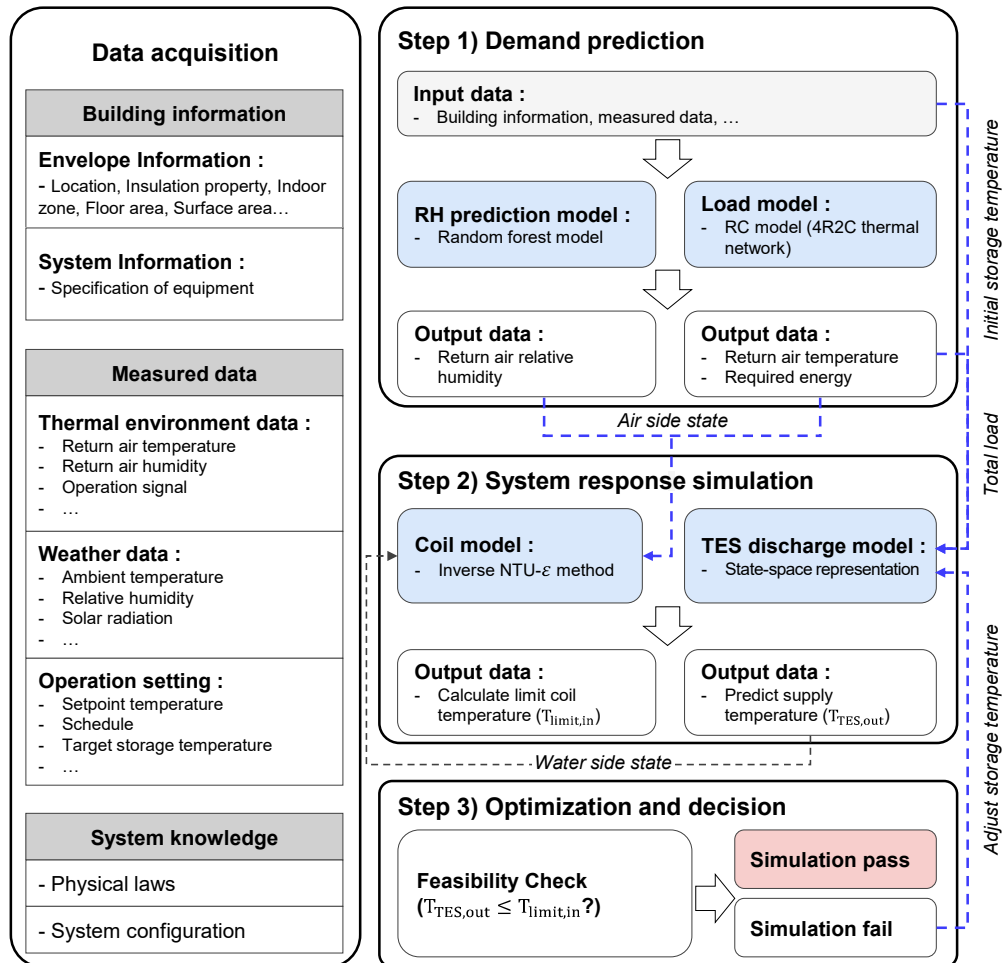 Data acquisition
Building information
Envelope Information :
- Location, Insulation property, Indoor
zone, Floor area, Surface area…
System Information :
- Specification of equipment
Measured data
Thermal environment data :
- Return air temperature
- Return air humidity
- Operation signal
- …
Weather data :
- Ambient temperature
- Relative humidity
- Solar radiation
- …
Operation setting :
- Setpoint temperature
- Schedule
- Target storage temperature
- …
System knowledge
- Physical laws
- System configuration
Step 1) Demand prediction
Input data :
- Building information, measured data, …
RH prediction model :
- Random forest model
Load model :
- RC model (4R2C thermal
network)
Output data :
- Return air relative
humidity
Output data :
- Return air temperature
- Required energy
Air side state
Step 2) System response simulation
Coil model :
- Inverse NTU-ε method
TES discharge model :
- State-space representation
Output data :
- Calculate limit coil
temperature (T_limit,in)
Output data :
- Predict supply
temperature (T_TES,out)
Water side state
Step 3) Optimization and decision
Feasibility Check
(T_TES,out ≤ T_limit,in?)
Simulation pass
Simulation fail
Initial storage temperature
Total load
Adjust storage temperature